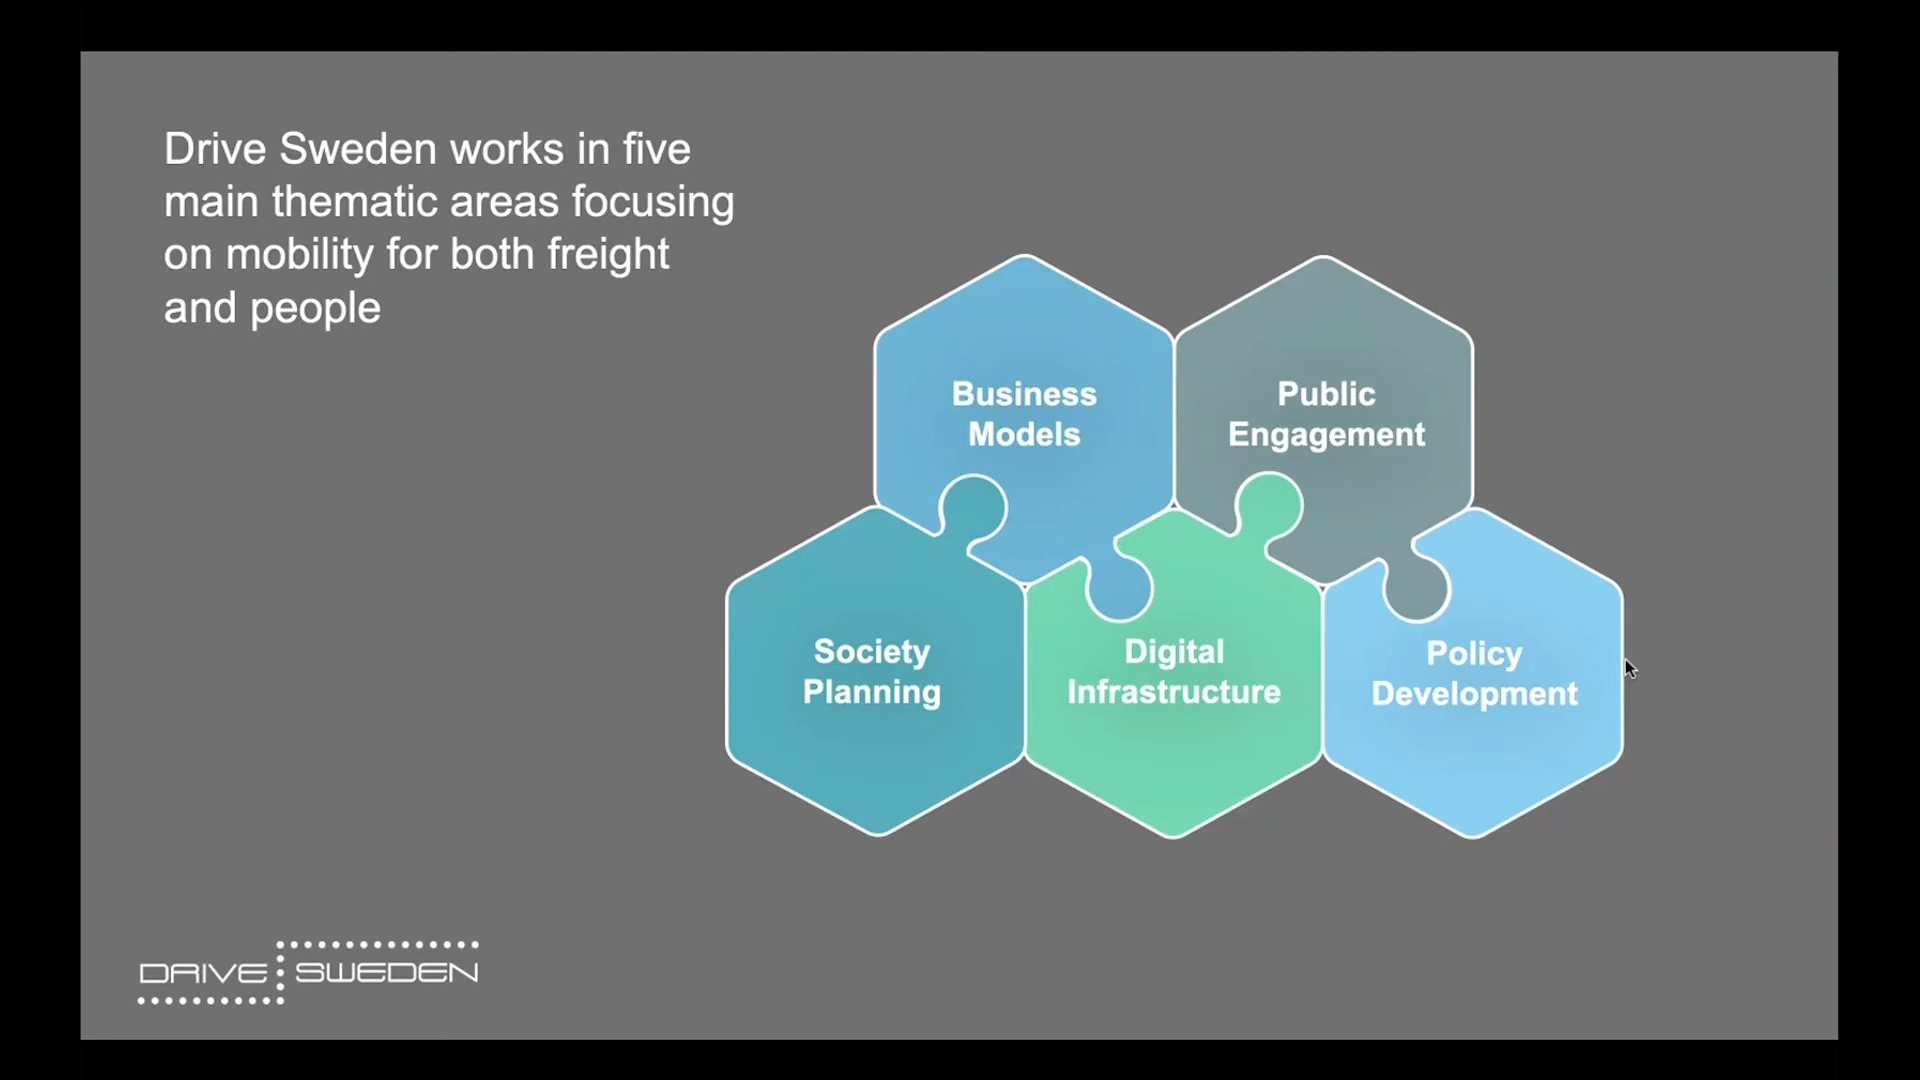 Drive Sweden works in five
main thematic areas focusing
on mobility for both freight
and people
Business
Models
Public
Engagement
Society
Planning
Digital
Infrastructure
Policy
Development
DRIVE SWEDEN